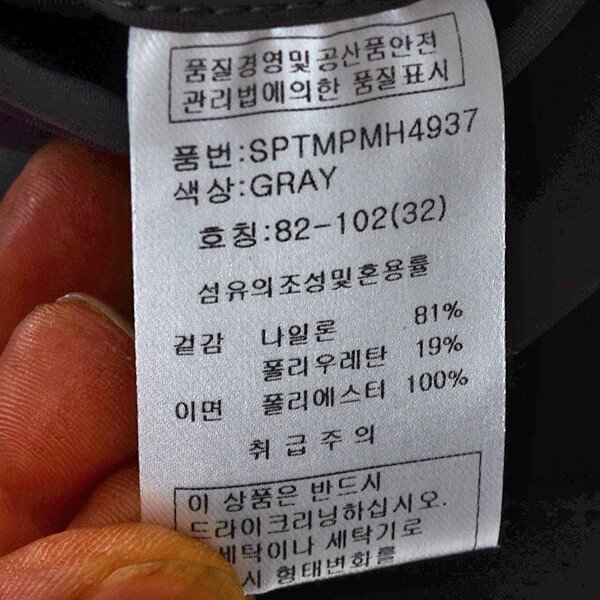 품질경영및공산품안전
관리법에의한 품질표시
품번:SPTMPMH4937
색상:GRAY
호칭:82-102(32)
섬유의조성및혼용률
겉감 나일론 81%
폴리우레탄 19%
이면 폴리에스터 100%
취급주의
이 상품은 반드시
드라이크리닝하십시오.
세탁이나 세탁기로
시 형태변화를